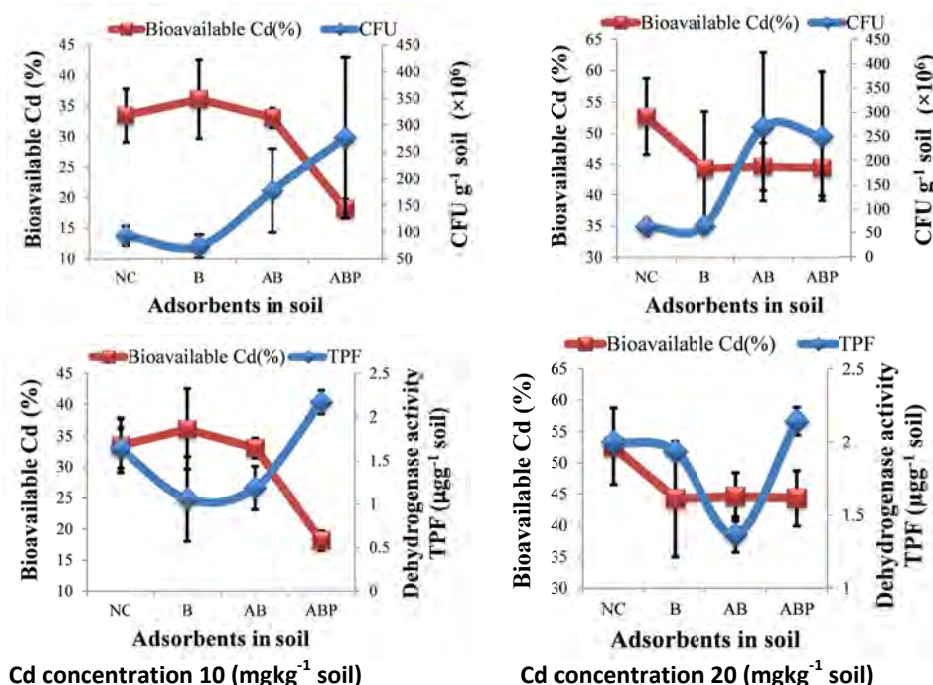 Bioavailable Cd(%) CFU
Bioavailable Cd (%)
45
40
35
30
25
20
15
10
450
400
350
300
250
200
150
100
50
CFU g⁻¹ soil (×10⁶)
NC B AB ABP
Adsorbents in soil
Bioavailable Cd(%) CFU
Bioavailable Cd (%)
65
60
55
50
45
40
35
30
450
400
350
300
250
200
150
100
50
0
CFU g⁻¹ soil (×10⁶)
NC B AB ABP
Adsorbents in soil
Bioavailable Cd(%) TPF
Bioavailable Cd (%)
45
40
35
30
25
20
15
10
2.5
2
1.5
1
0.5
0
Dehydrogenase activity
TPF (µgg⁻¹ soil)
NC B AB ABP
Adsorbents in soil
Bioavailable Cd(%) TPF
Bioavailable Cd (%)
65
60
55
50
45
40
35
30
2.5
2
1.5
1
Dehydrogenase activity
TPF (µgg⁻¹ soil)
NC B AB ABP
Adsorbents in soil
Cd concentration 10 (mgkg⁻¹ soil)
Cd concentration 20 (mgkg⁻¹ soil)